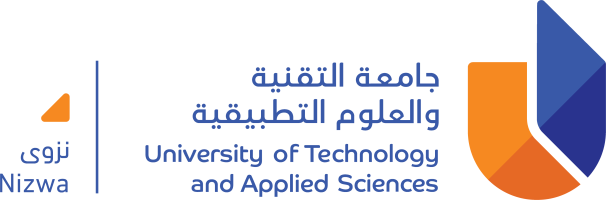 جامعة التقنية
والعلوم التطبيقية
University of Technology
and Applied Sciences
نزوى
Nizwa